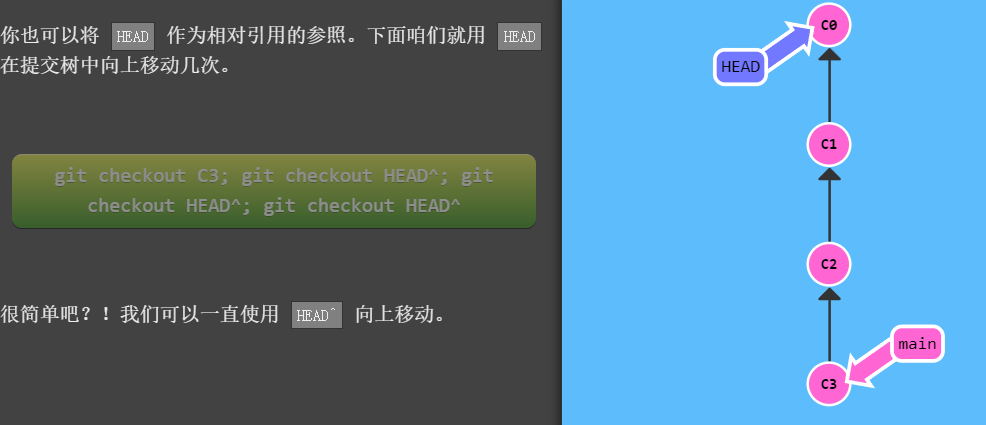 你也可以将 HEAD 作为相对引用的参照。下面咱们就用 HEAD
在提交树中向上移动几次。
git checkout C3; git checkout HEAD^; git
checkout HEAD^; git checkout HEAD^
很简单吧？！我们可以一直使用 HEAD^ 向上移动。
C0
HEAD
C1
C2
main
C3